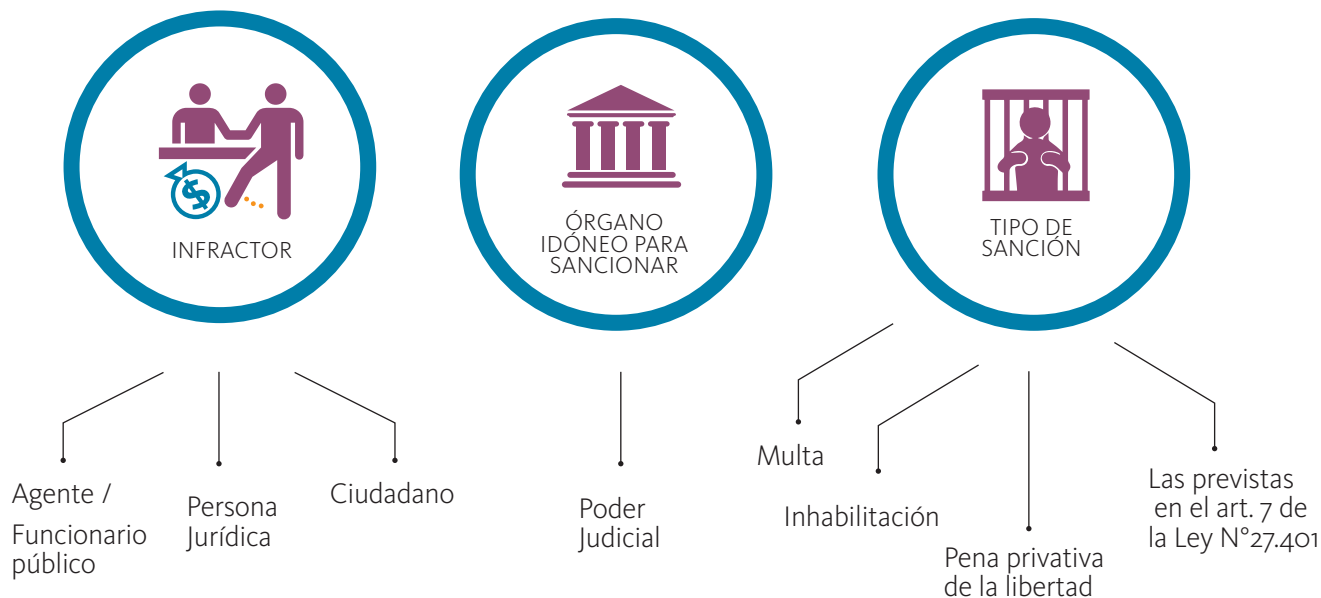 $
INFRACTOR
ÓRGANO
IDÓNEO PARA
SANCIONAR
TIPO DE
SANCIÓN
Agente /
Funcionario
público
Persona
Jurídica
Ciudadano
Poder
Judicial
Multa
Inhabilitación
Pena privativa
de la libertad
Las previstas
en el art. 7 de
la Ley N°27.401